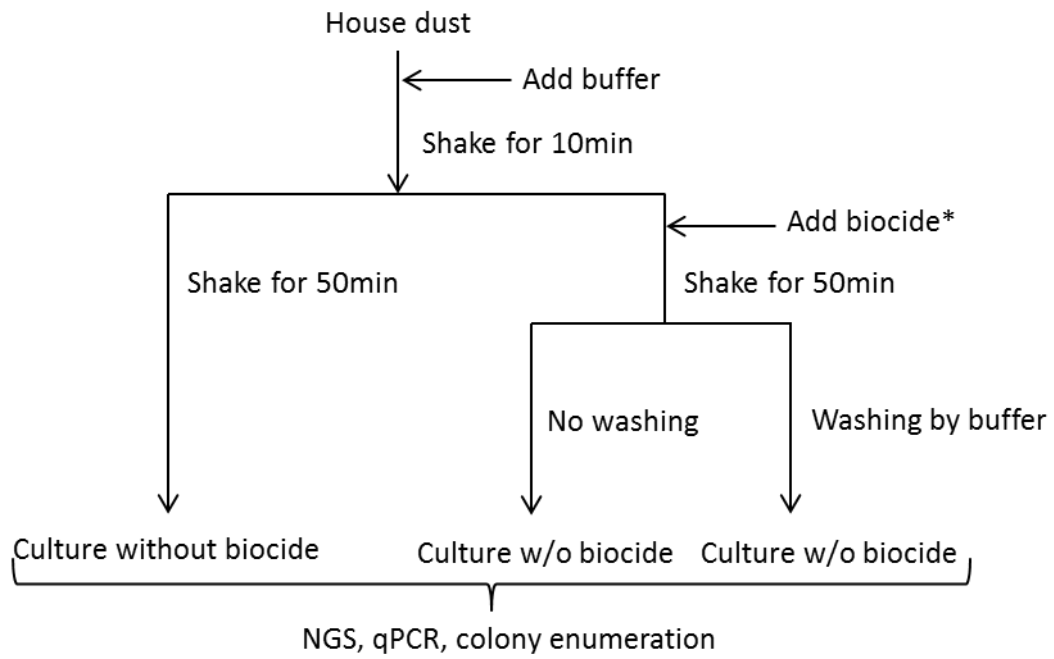 House dust
Add buffer
Shake for 10min
Add biocide*
Shake for 50min
Shake for 50min
No washing
Washing by buffer
Culture without biocide
Culture w/o biocide
Culture w/o biocide
NGS, qPCR, colony enumeration